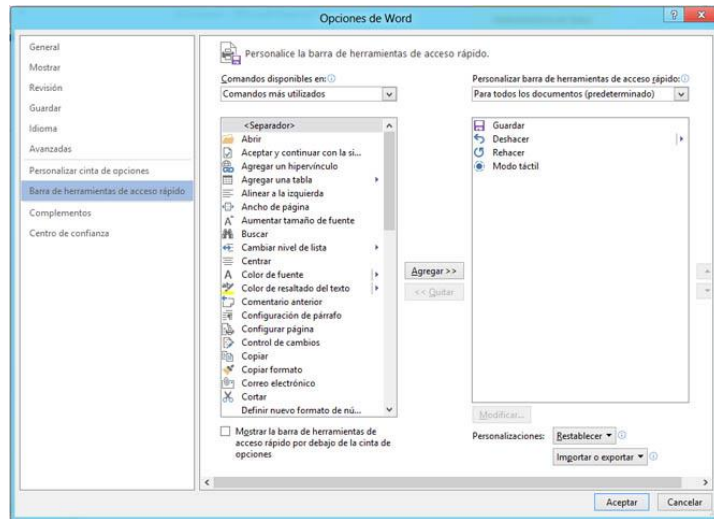 Opciones de Word
?
x
General
Mostrar
Revisión
Guardar
Idioma
Avanzadas
Personalizar cinta de opciones
Barra de herramientas de acceso rápido
Complementos
Centro de confianza
Personalice la barra de herramientas de acceso rápido.
Comandos disponibles en:
Comandos más utilizados
<Separador>
Abrir
Aceptar y continuar con la si...
Agregar un hipervínculo
Agregar una tabla
Alinear a la izquierda
Ancho de página
Aumentar tamaño de fuente
Buscar
Cambiar nivel de lista
Centrar
Color de fuente
Color de resaltado del texto
Comentario anterior
Configuración de párrafo
Configurar página
Control de cambios
Copiar
Copiar formato
Correo electrónico
Cortar
Definir nuevo formato de nú...
Mostrar la barra de herramientas de
acceso rápido por debajo de la cinta de
opciones
Agregar >>
<< Quitar
Personalizar barra de herramientas de acceso rápido:
Para todos los documentos (predeterminado)
Guardar
Deshacer
Rehacer
Modo táctil
Modificar...
Personalizaciones:
Restablecer
Importar o exportar
Aceptar
Cancelar